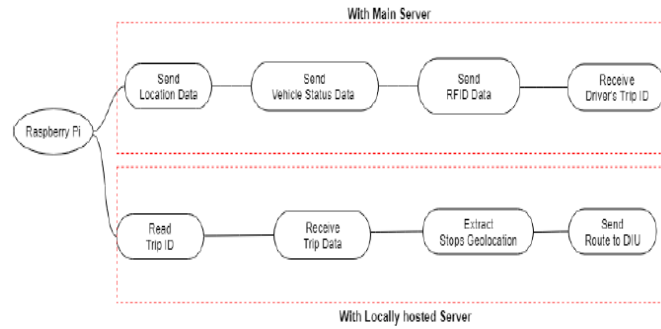 With Main Server
Send
Location Data
Send
Vehicle Status Data
Send
RFID Data
Receive
Driver's Trip ID
Raspberry Pi
Read
Trip ID
Receive
Trip Data
Extract
Stops Geolocation
Send
Route to DIU
With Locally hosted Server